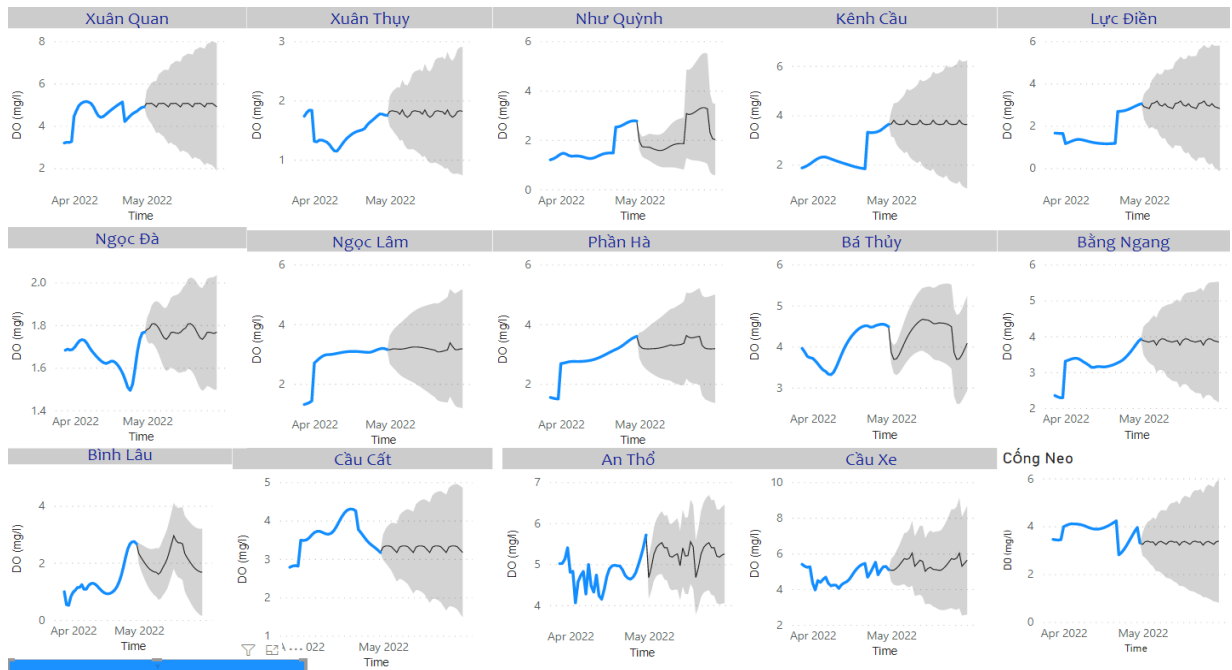 Xuân Quan
8
6
4
2
DO (mg/l)
Apr 2022 May 2022
Time
Xuân Thụy
3
2
1
DO (mg/l)
Apr 2022 May 2022
Time
Như Quỳnh
6
4
2
0
DO (mg/l)
Apr 2022 May 2022
Time
Kênh Cầu
6
4
2
DO (mg/l)
Apr 2022 May 2022
Time
Lực Điền
6
4
2
0
DO (mg/l)
Apr 2022 May 2022
Time
Ngọc Đà
2.0
1.8
1.6
1.4
DO (mg/l)
Apr 2022 May 2022
Time
Ngọc Lâm
6
4
2
DO (mg/l)
Apr 2022 May 2022
Time
Phần Hà
6
4
2
DO (mg/l)
Apr 2022 May 2022
Time
Bá Thủy
6
5
4
3
DO (mg/l)
Apr 2022 May 2022
Time
Bằng Ngang
6
5
4
3
2
DO (mg/l)
Apr 2022 May 2022
Time
Bình Lâu
4
2
0
DO (mg/l)
Apr 2022 May 2022
Time
Cầu Cất
5
4
3
2
1
DO (mg/l)
2022 May 2022
Time
An Thổ
7
6
5
4
DO (mg/l)
Apr 2022 May 2022
Time
Cầu Xe
10
8
6
4
2
DO (mg/l)
Apr 2022 May 2022
Time
Cống Neo
6
4
2
0
DO (mg/l)
Apr 2022 May 2022
Time